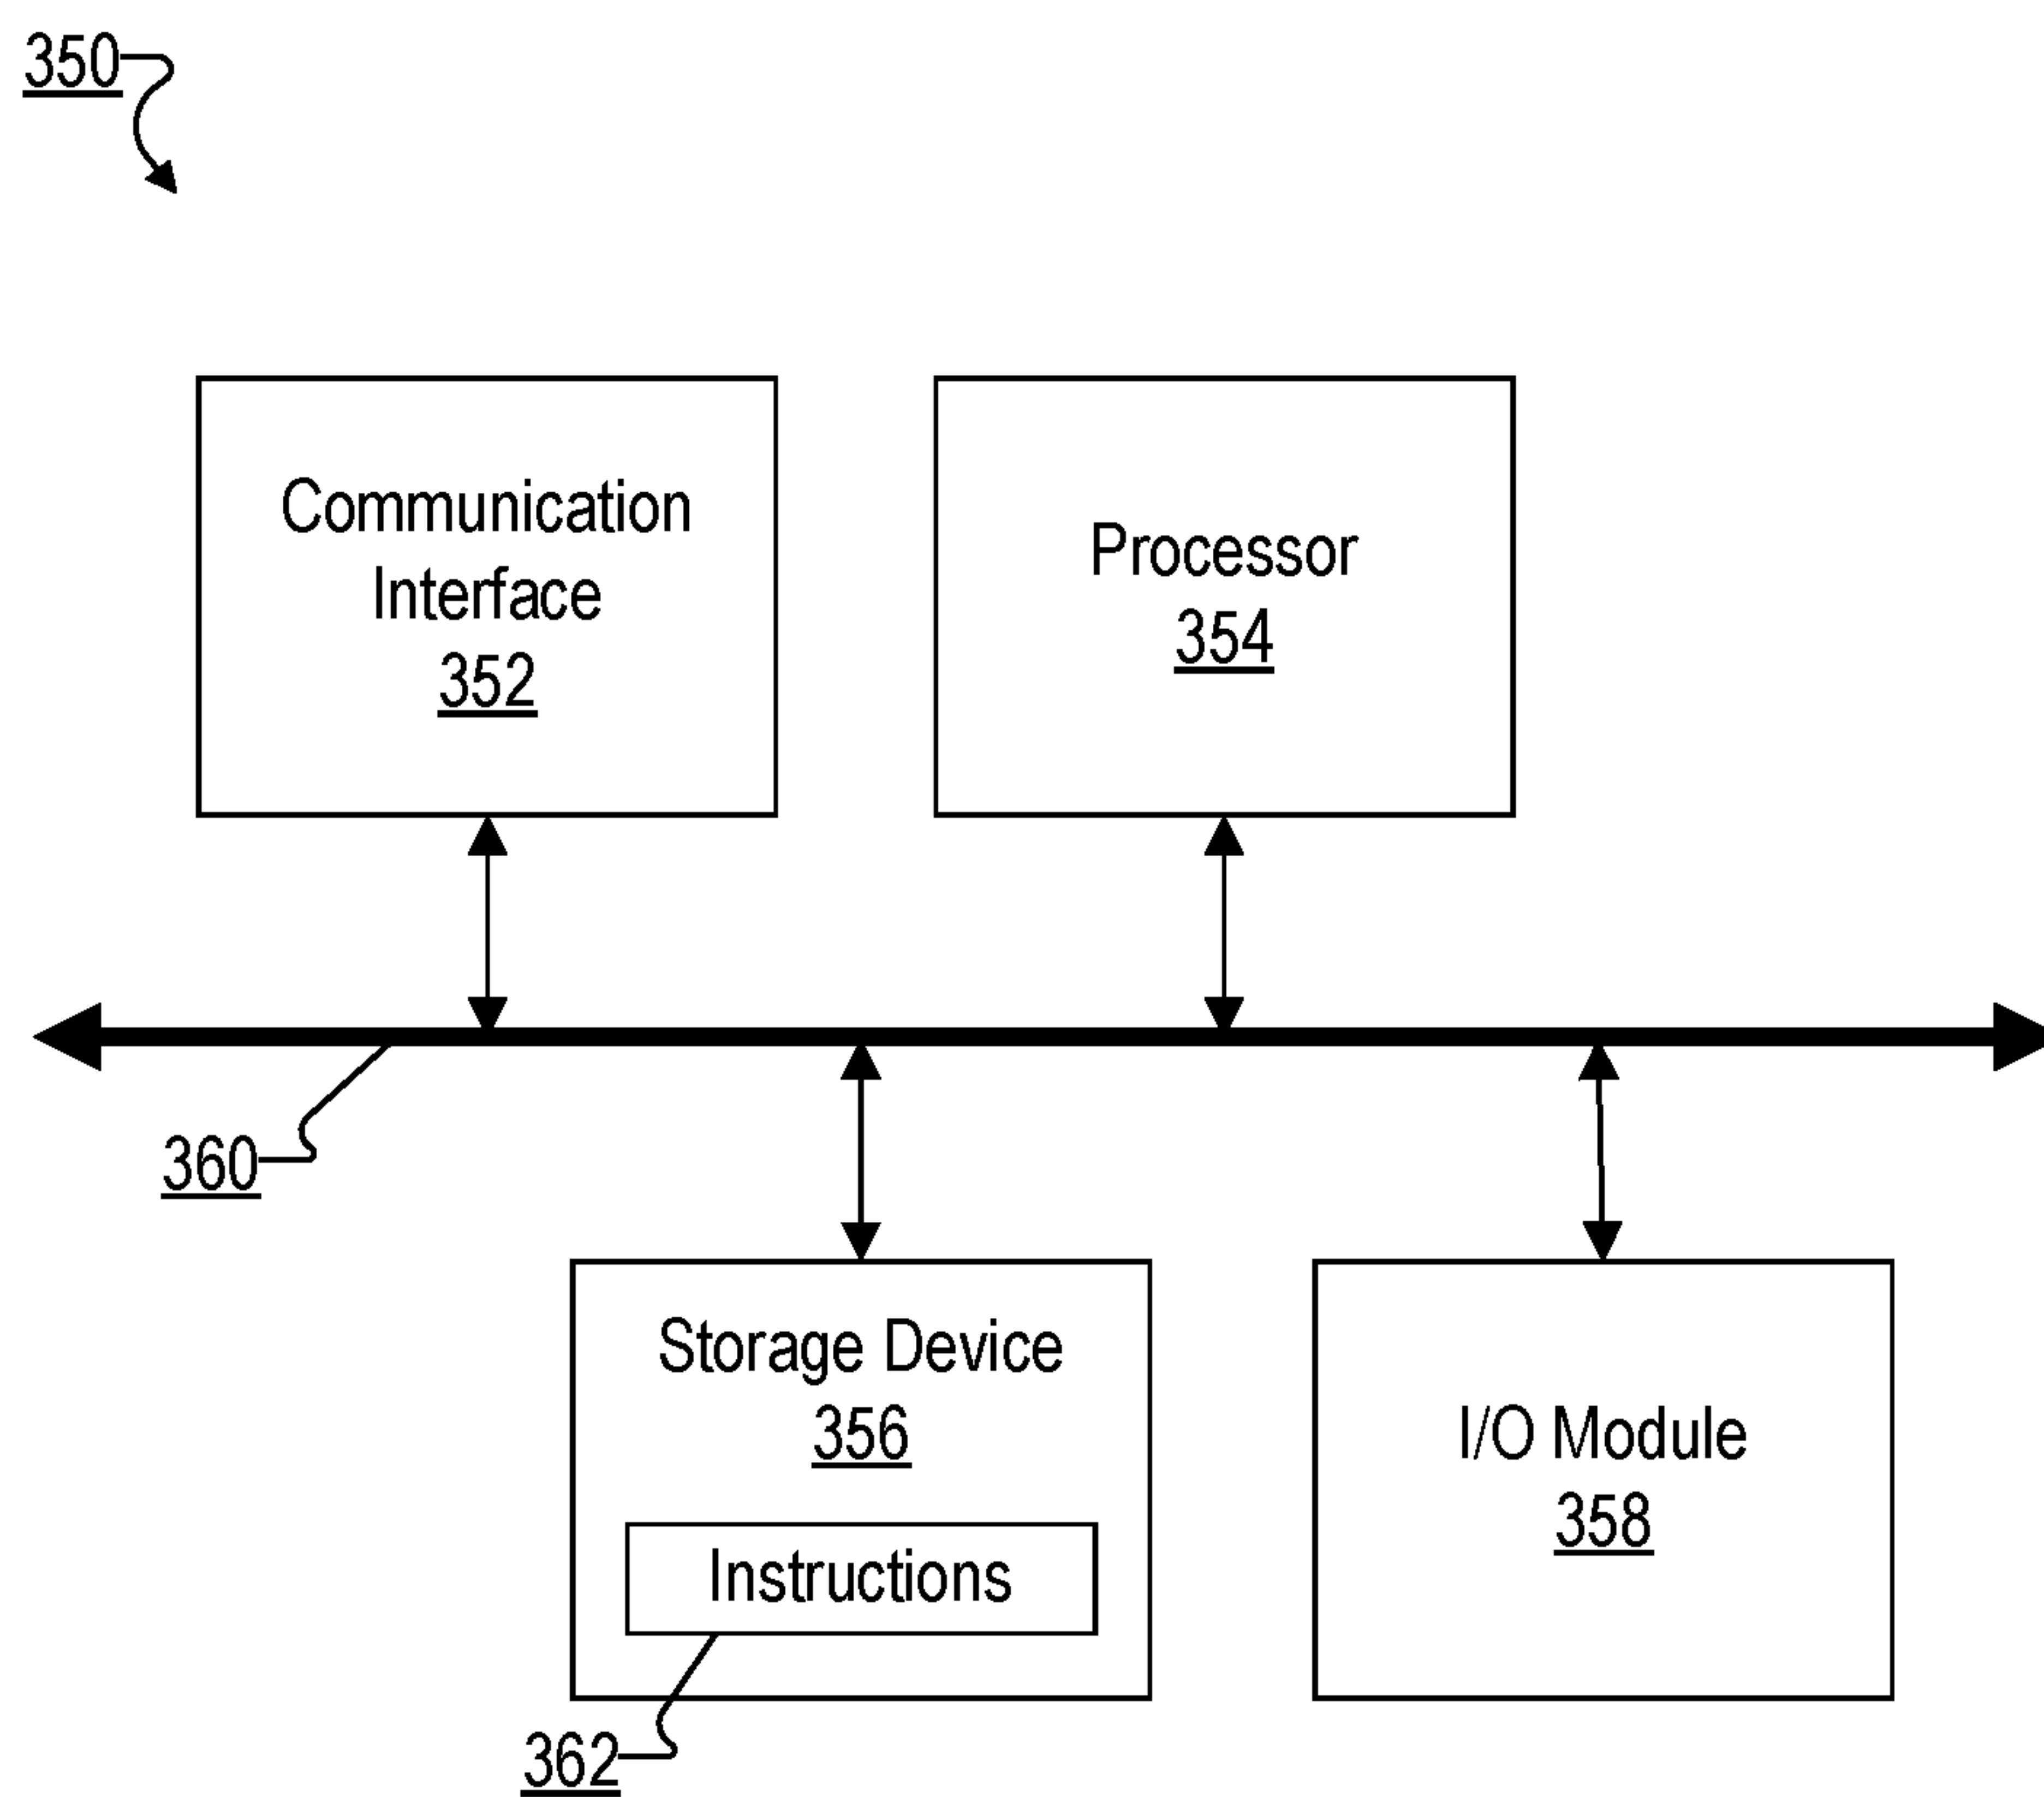 350
Communication
Interface
352
Processor
354
360
Storage Device
356
Instructions
362
I/O Module
358